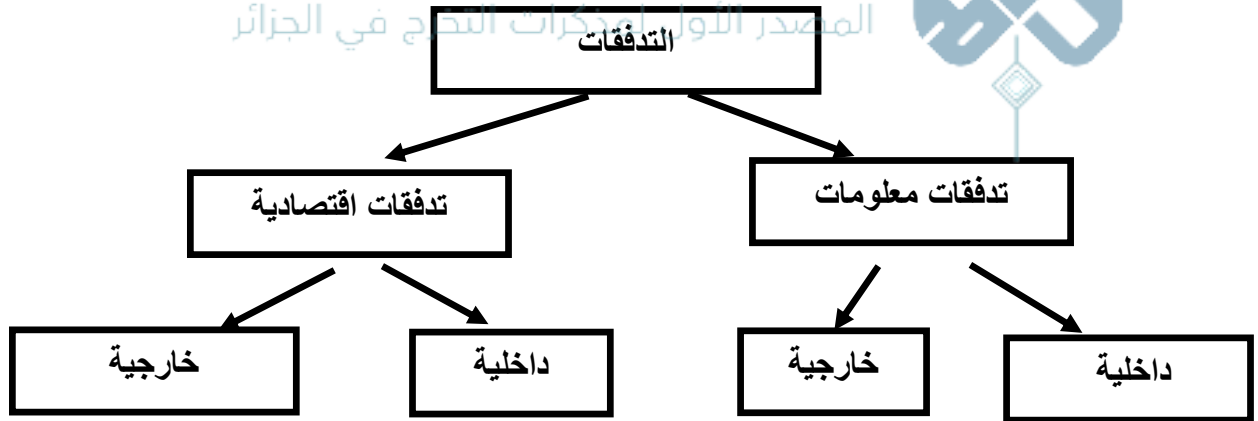 المصدر الأول لمذكرات التخرج في الجزائر
التدفقات
تدفقات معلومات
تدفقات اقتصادية
داخلية
خارجية
داخلية
خارجية